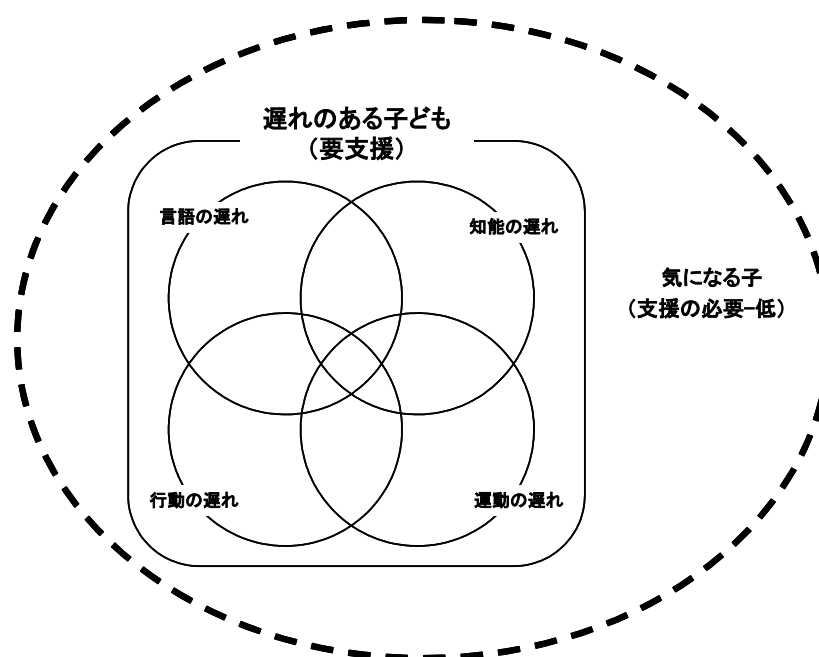 遅れのある子ども
（要支援）
言語の遅れ
知能の遅れ
気になる子
（支援の必要−低）
行動の遅れ
運動の遅れ